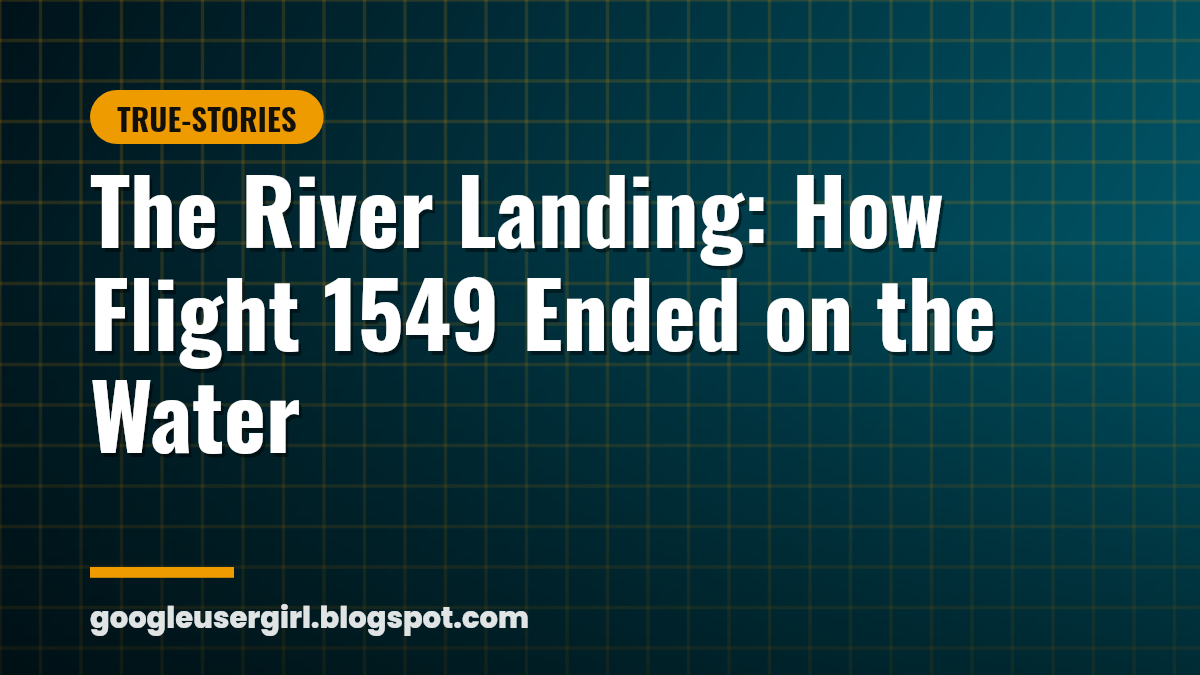 TRUE-STORIES
The River Landing: How
Flight 1549 Ended on the
Water
googleusergirl.blogspot.com